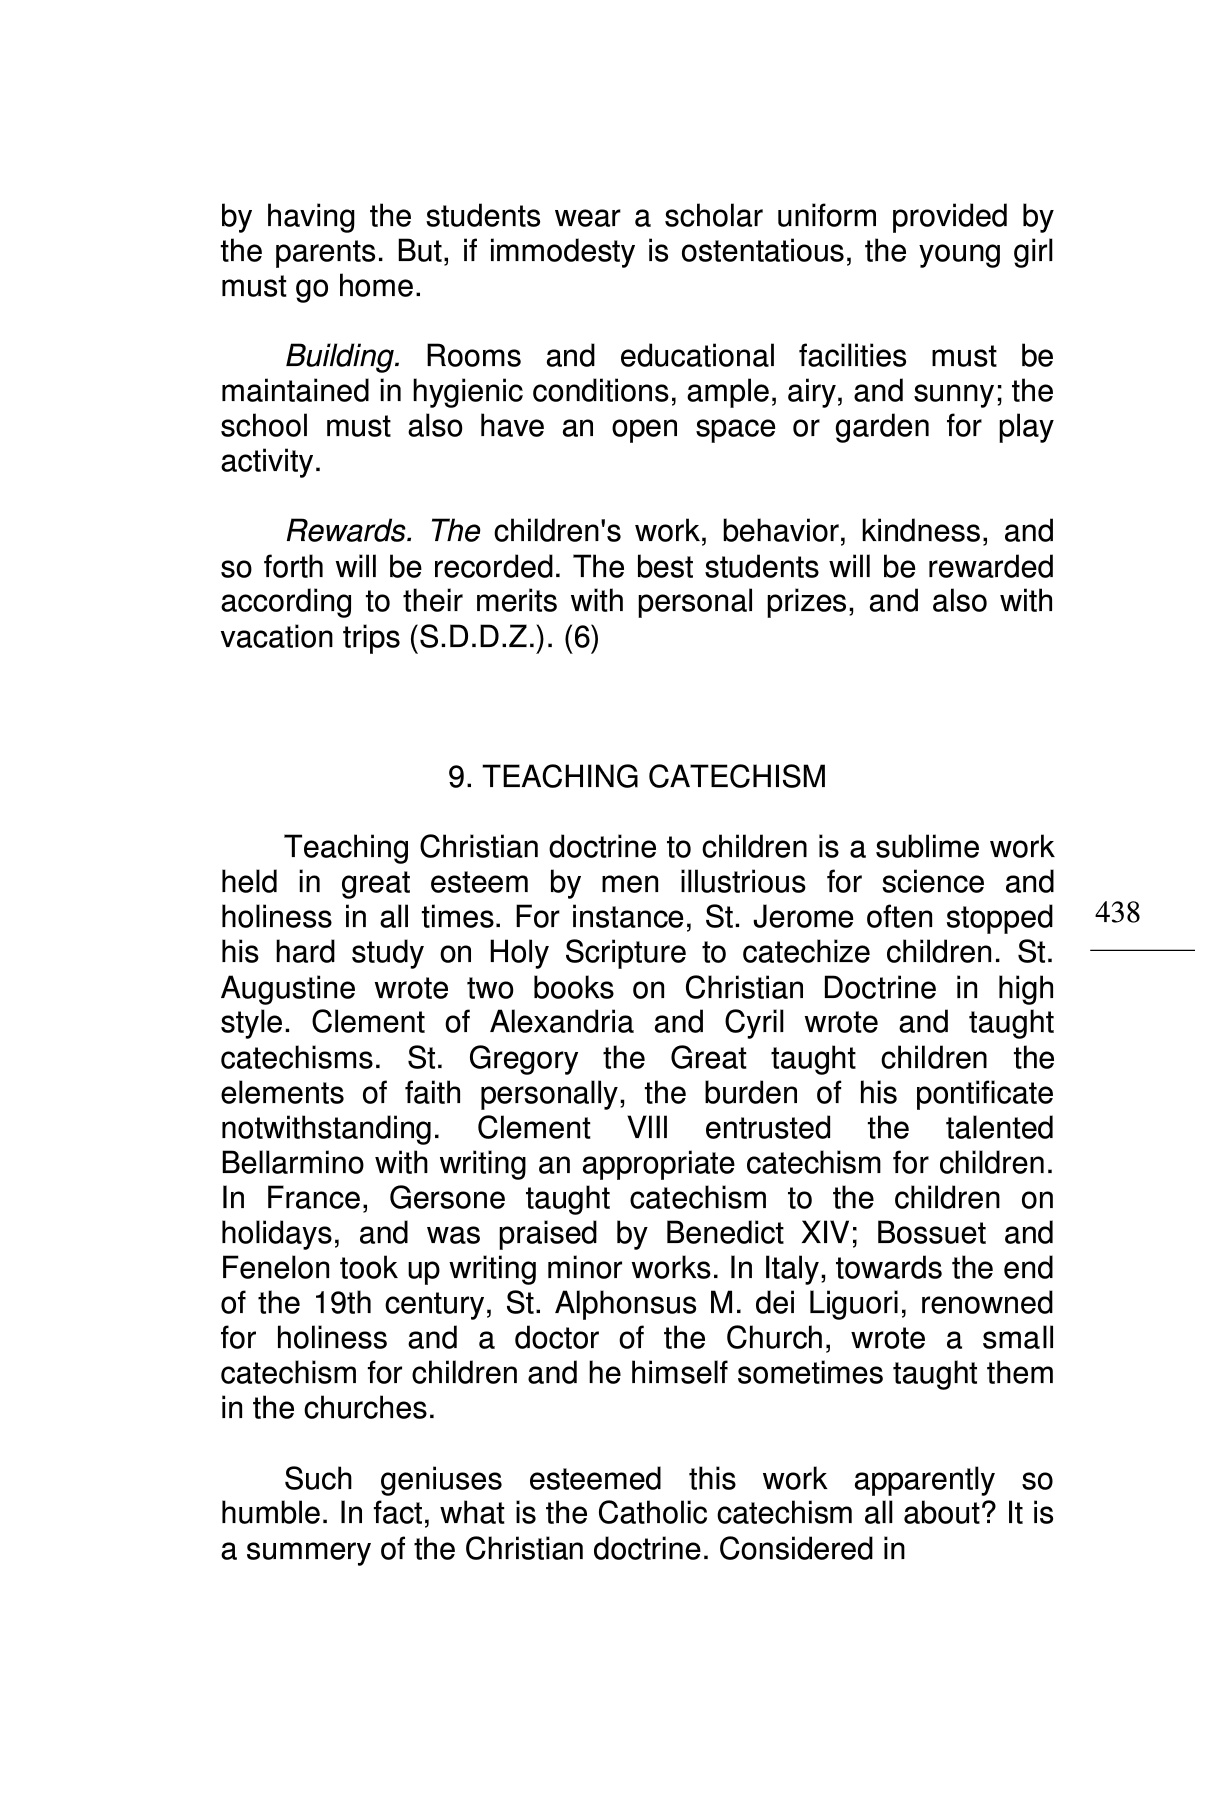 by having the students wear a scholar uniform provided by
the parents. But, if immodesty is ostentatious, the young girl
must go home.
Building. Rooms and educational facilities must be
maintained in hygienic conditions, ample, airy, and sunny; the
school must also have an open space or garden for play
activity.
Rewards. The children's work, behavior, kindness, and
so forth will be recorded. The best students will be rewarded
according to their merits with personal prizes, and also with
vacation trips (S.D.D.Z.). (6)
9. TEACHING CATECHISM
Teaching Christian doctrine to children is a sublime work
held in great esteem by men illustrious for science and
holiness in all times. For instance, St. Jerome often stopped
his hard study on Holy Scripture to catechize children. St.
Augustine wrote two books on Christian Doctrine in high
style. Clement of Alexandria and Cyril wrote and taught
catechisms. St. Gregory the Great taught children the
elements of faith personally, the burden of his pontificate
notwithstanding. Clement VIII entrusted the talented
Bellarmino with writing an appropriate catechism for children.
In France, Gersone taught catechism to the children on
holidays, and was praised by Benedict XIV; Bossuet and
Fenelon took up writing minor works. In Italy, towards the end
of the 19th century, St. Alphonsus M. dei Liguori, renowned
for holiness and a doctor of the Church, wrote a small
catechism for children and he himself sometimes taught them
in the churches.
Such geniuses esteemed this work apparently so
humble. In fact, what is the Catholic catechism all about? It is
a summery of the Christian doctrine. Considered in
438